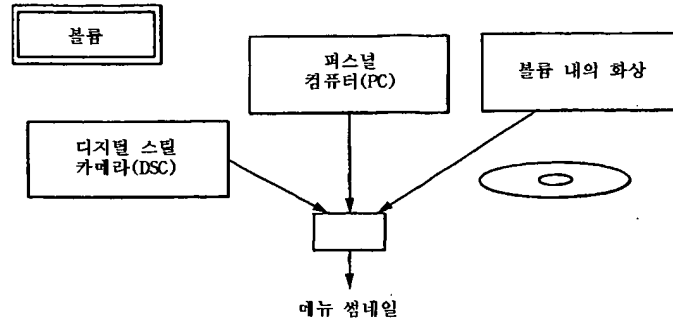 볼륨
퍼스널
컴퓨터(PC)
볼륨 내의 화상
디지털 스틸
카메라(DSC)
메뉴 썸네일